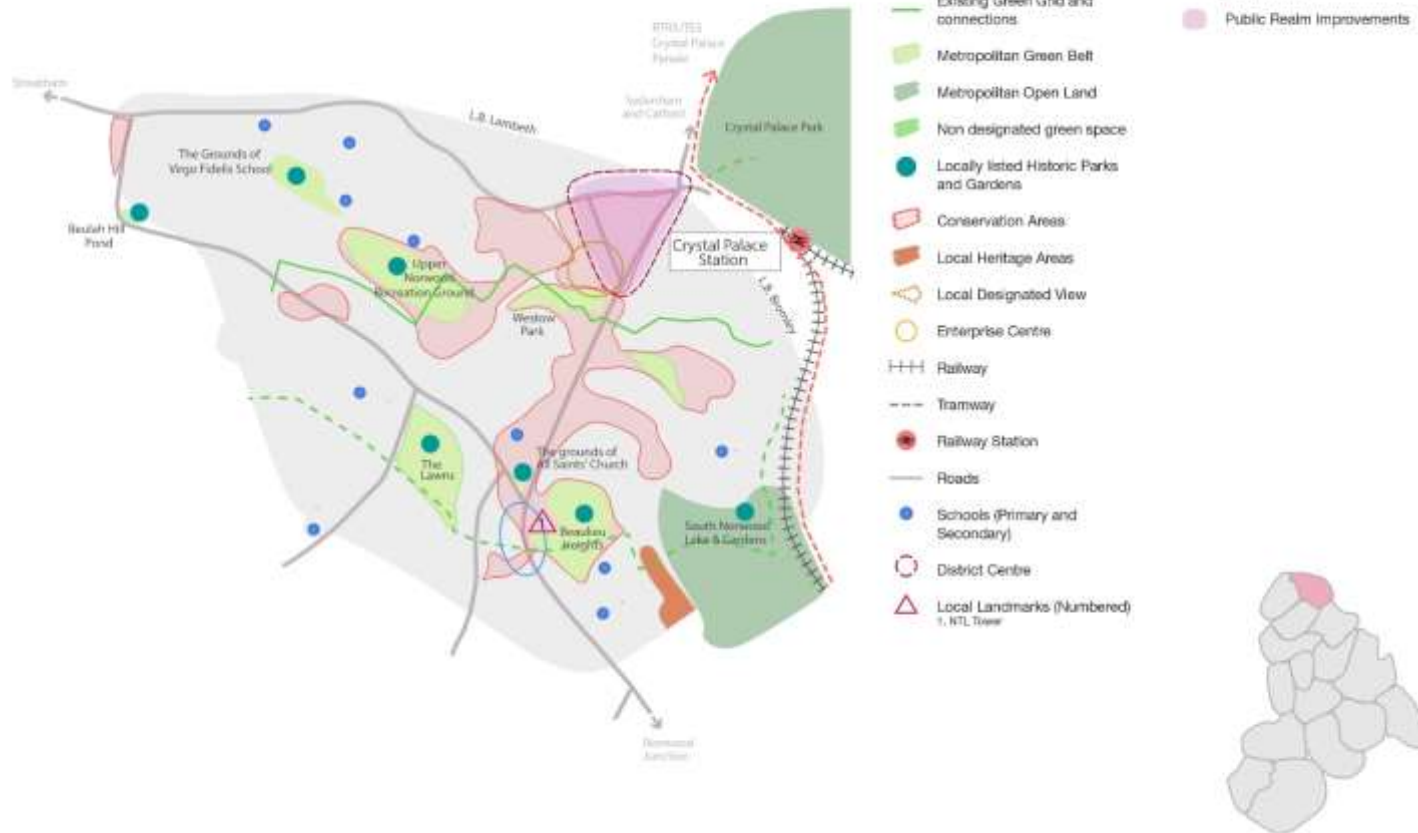 Streatham
Crystal Palace
Sydenham
and Catford
L.B. Lambeth
Crystal Palace Park
The Grounds of
Virgo Fidelis School
Beulah Hill
Pond
Upper
Norwood
Recreation Ground
Westow
Park
Crystal Palace
Station
L.B. Bromley
The
Lawns
The grounds of
All Saints' Church
1
Beaulieu
Heights
South Norwood
Lake & Gardens
Norwood
Junction
Existing Green Grid and
connections
Metropolitan Green Belt
Metropolitan Open Land
Non designated green space
Locally listed Historic Parks
and Gardens
Conservation Areas
Local Heritage Areas
Local Designated View
Enterprise Centre
Railway
Tramway
Railway Station
Roads
Schools (Primary and
Secondary)
District Centre
Local Landmarks (Numbered)
1. NTL Tower
Public Realm Improvements